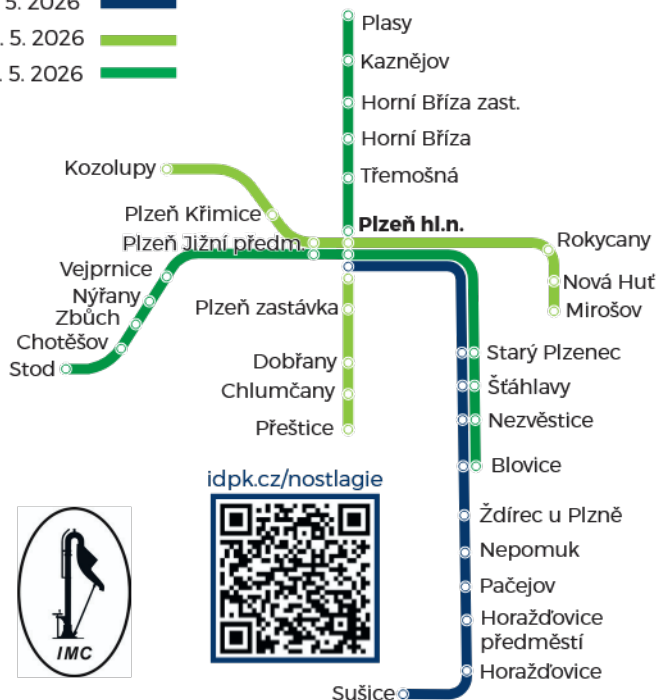 5. 2026
. 5. 2026
. 5. 2026
Plasy
Kaznějov
Horní Bříza zast.
Horní Bříza
Třemošná
Kozolupy
Plzeň Křimice
Plzeň hl.n.
Plzeň Jižní předm.
Rokycany
Vejprnice
Nová Huť
Nýřany
Plzeň zastávka
Mirošov
Zbůch
Chotěšov
Starý Plzenec
Stod
Dobřany
Šťáhlavy
Chlumčany
Nezvěstice
Přeštice
Blovice
idpk.cz/nostlagie
Ždírec u Plzně
Nepomuk
Pačejov
Horažďovice
předměstí
IMC
Horažďovice
Sušice